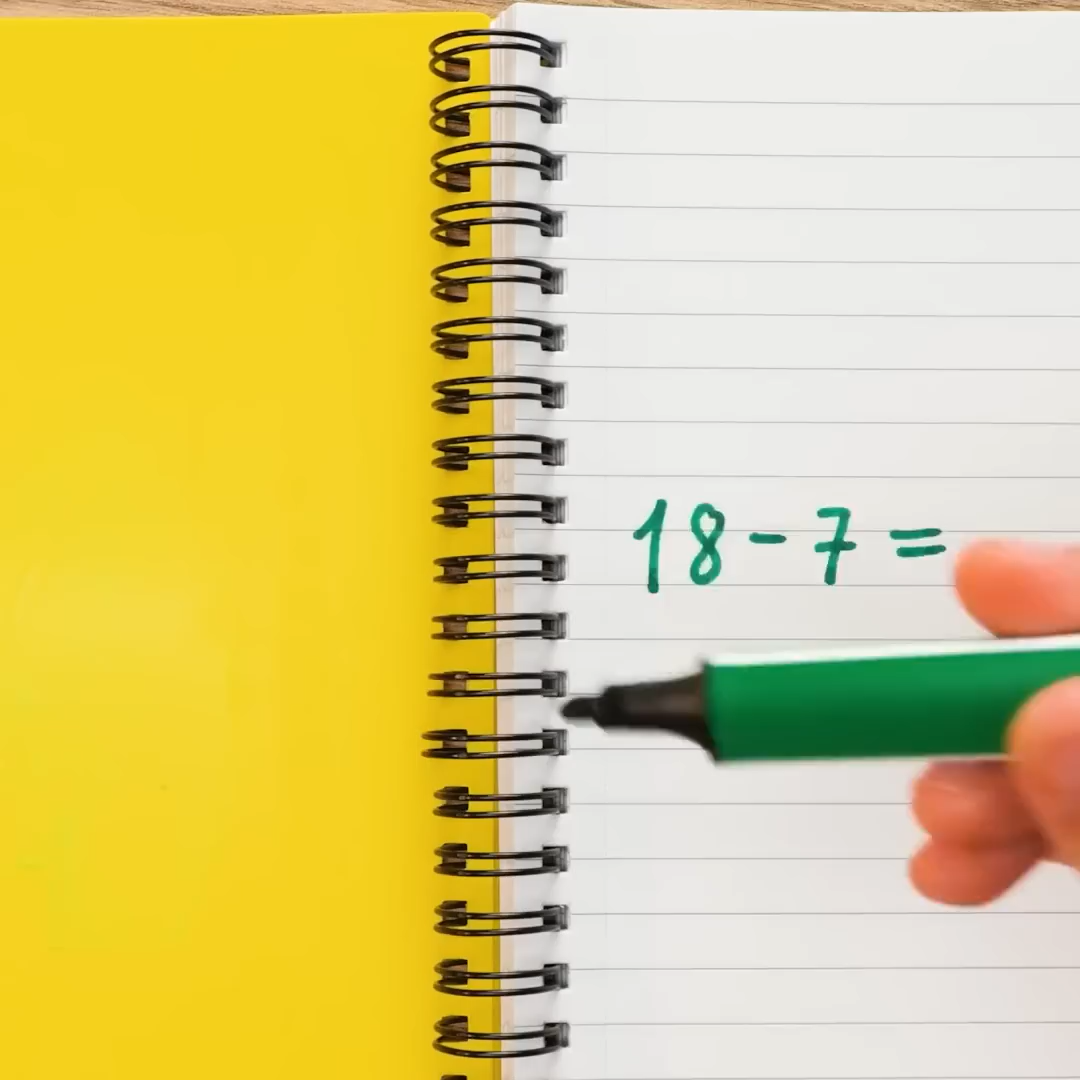 18 - 7 =